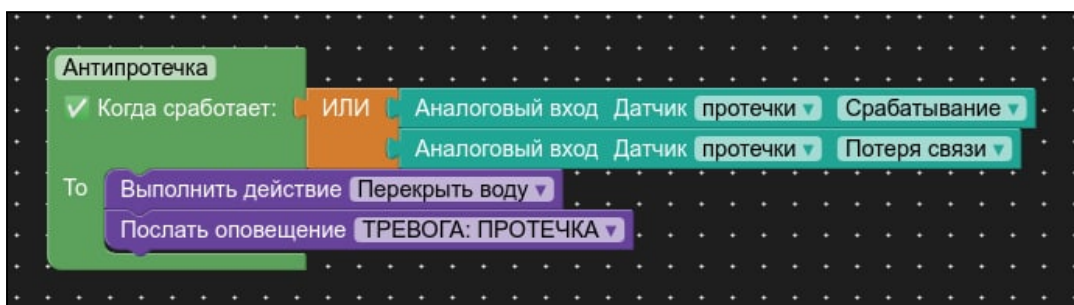 Антипротечка
Когда сработает: ИЛИ Аналоговый вход Датчик протечки Срабатывание
Аналоговый вход Датчик протечки Потеря связи
То Выполнить действие Перекрыть воду
Послать оповещение ТРЕВОГА: ПРОТЕЧКА